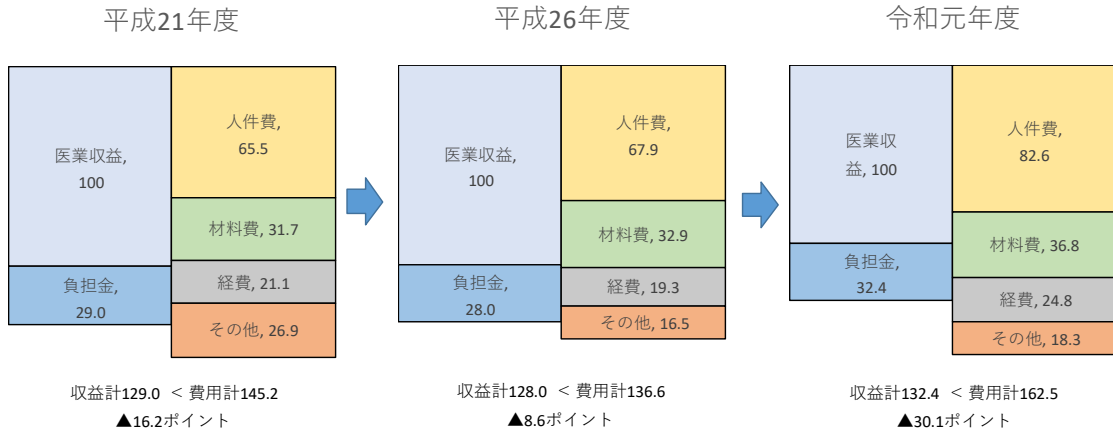 平成21年度
医業収益,
100
負担金,
29.0
人件費,
65.5
材料費, 31.7
経費, 21.1
その他, 26.9
収益計129.0 < 費用計145.2
▲16.2ポイント
平成26年度
医業収益,
100
負担金,
28.0
人件費,
67.9
材料費, 32.9
経費, 19.3
その他, 16.5
収益計128.0 < 費用計136.6
▲8.6ポイント
令和元年度
医業収
益, 100
負担金,
32.4
人件費,
82.6
材料費, 36.8
経費, 24.8
その他, 18.3
収益計132.4 < 費用計162.5
▲30.1ポイント